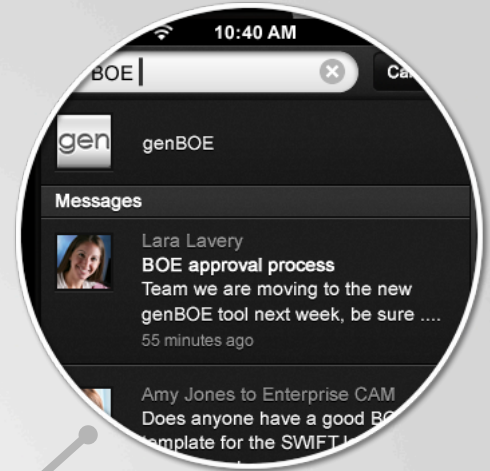 10:40 AM
BOE
gen
genBOE
Messages
Lara Lavery
BOE approval process
Team we are moving to the new
genBOE tool next week, be sure ....
55 minutes ago
Amy Jones to Enterprise CAM
Does anyone have a good
template for the SWIFT